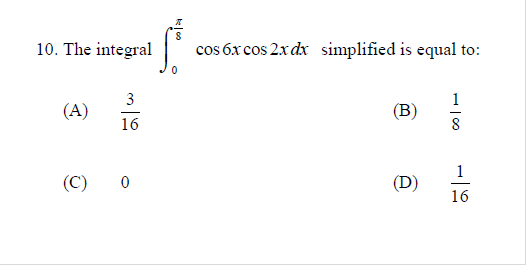 10. The integral ∫₀^(π/8) cos 6x cos 2x dx simplified is equal to:
(A) 3/16 (B) 1/8
(C) 0 (D) 1/16